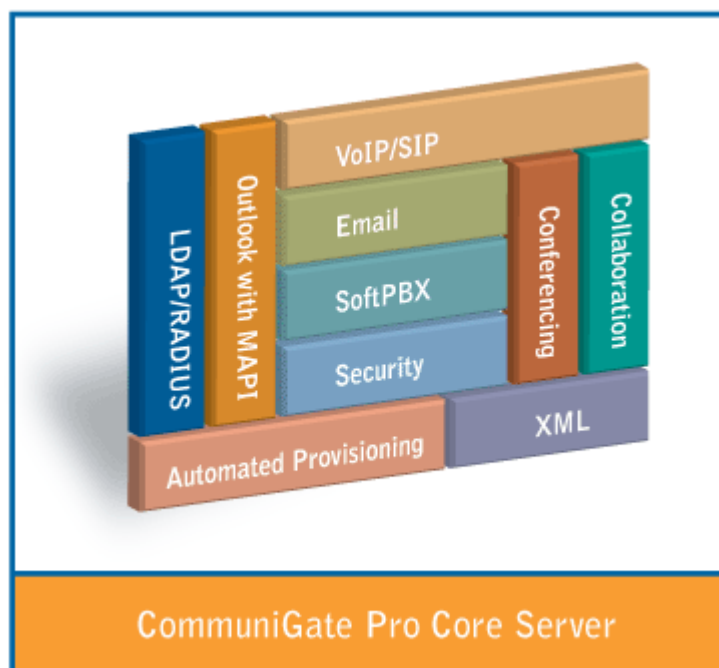 VoIP/SIP
LDAP/RADIUS
Outlook with MAPI
Email
SoftPBX
Security
Conferencing
Collaboration
Automated Provisioning
XML
CommuniGate Pro Core Server